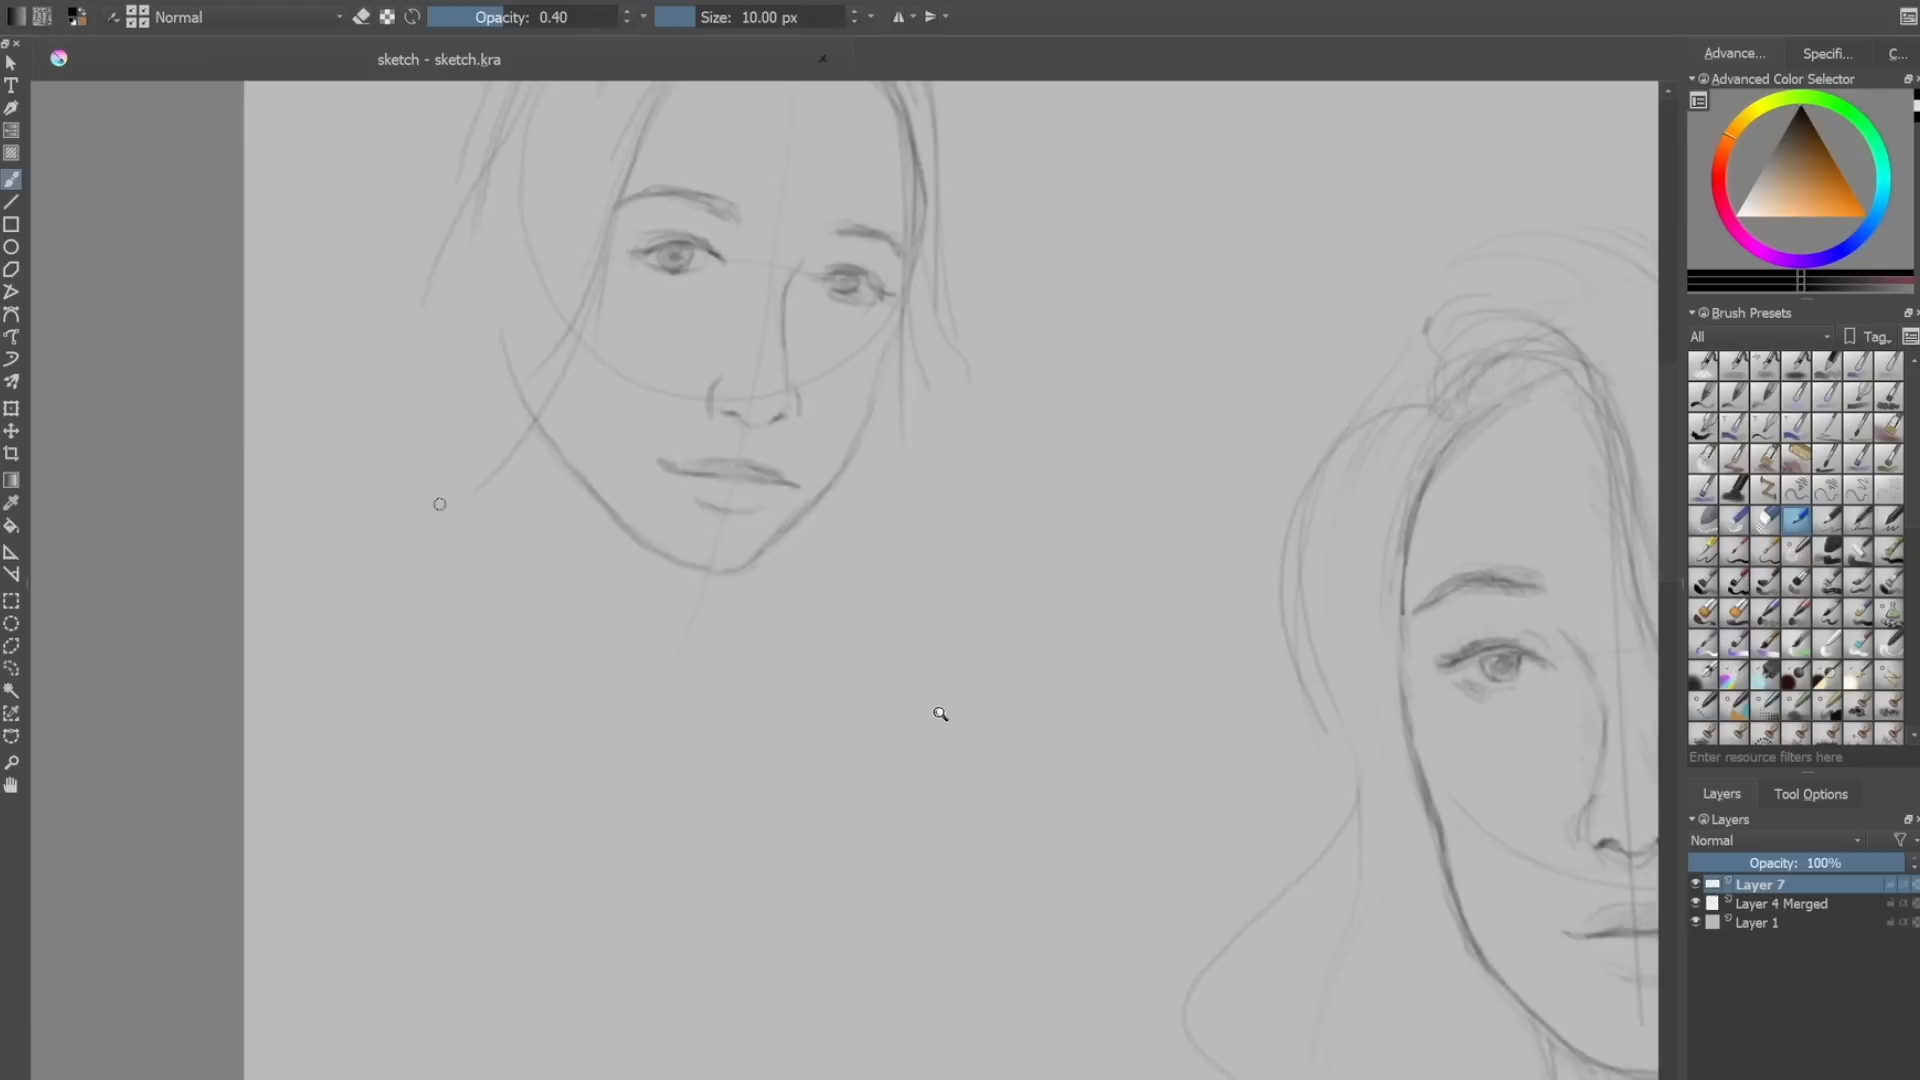 Normal
Opacity: 0.40
Size: 10.00 px
sketch - sketch.kra
Advance...
Specifi...
C...
Advanced Color Selector
Brush Presets
All
Tag
Enter resource filters here
Layers
Tool Options
Layers
Normal
Opacity: 100%
Layer 7
Layer 4 Merged
Layer 1